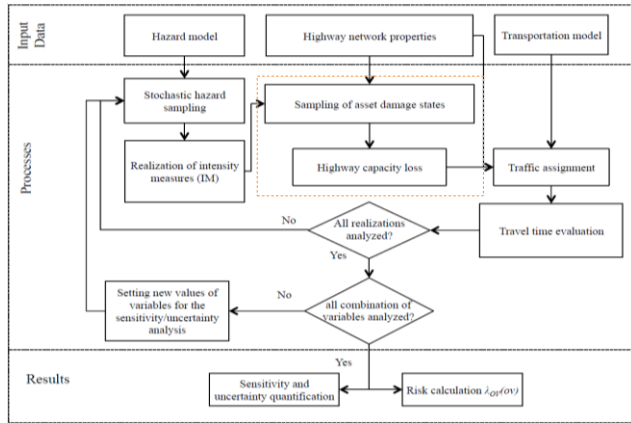 Input
Data
Hazard model
Highway network properties
Transportation model
Processes
Stochastic hazard
sampling
Sampling of asset damage states
Realization of intensity
measures (IM)
Highway capacity loss
Traffic assignment
No
All realizations
analyzed?
Travel time evaluation
Yes
Setting new values of
variables for the
sensitivity/uncertainty
analysis
No
all combination of
variables analyzed?
Results
Yes
Sensitivity and
uncertainty quantification
Risk calculation λOV(ov)